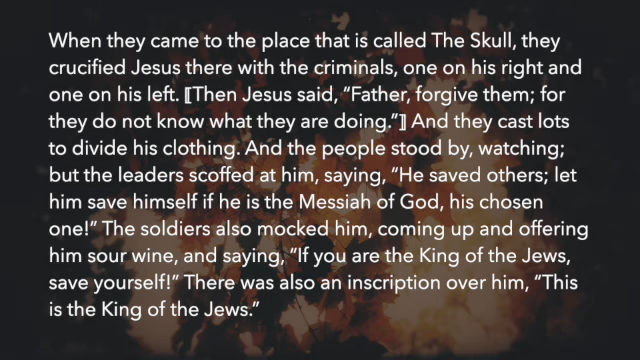 When they came to the place that is called The Skull, they
crucified Jesus there with the criminals, one on his right and
one on his left. ⟦Then Jesus said, “Father, forgive them; for
they do not know what they are doing.”⟧ And they cast lots
to divide his clothing. And the people stood by, watching;
but the leaders scoffed at him, saying, “He saved others; let
him save himself if he is the Messiah of God, his chosen
one!” The soldiers also mocked him, coming up and offering
him sour wine, and saying, “If you are the King of the Jews,
save yourself!” There was also an inscription over him, “This
is the King of the Jews.”